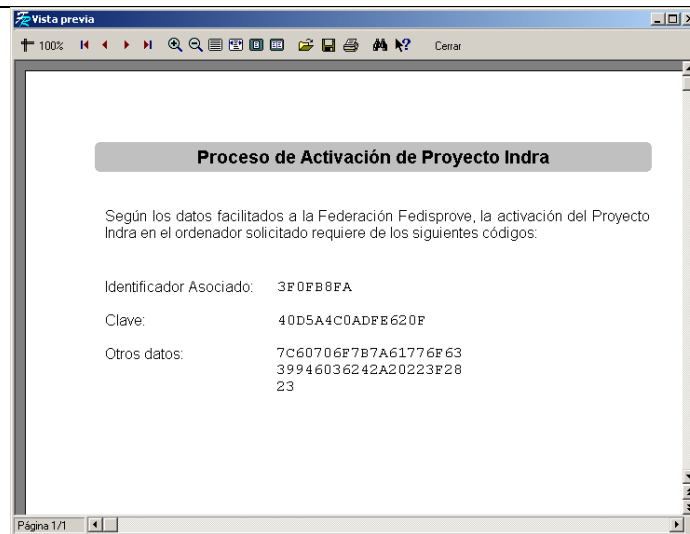 Vista previa
100%
Cerrar
Proceso de Activación de Proyecto Indra
Según los datos facilitados a la Federación Fedisprove, la activación del Proyecto
Indra en el ordenador solicitado requiere de los siguientes códigos:
Identificador Asociado: 3F0FB8FA
Clave: 40D5A4C0ADFE620F
Otros datos: 7C60706F7B7A61776F63
39946036242A20223F28
23
Página 1/1